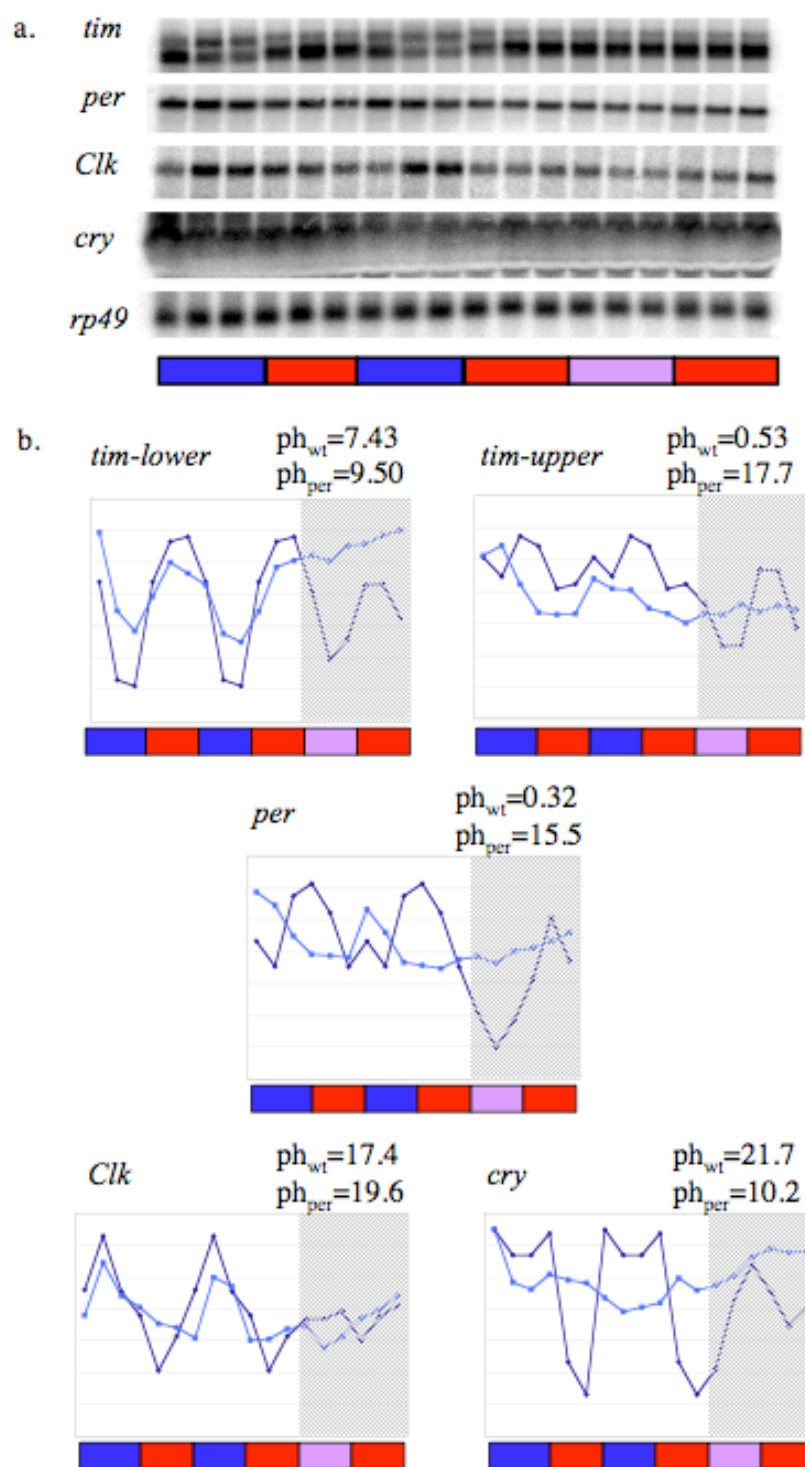 a.
tim
per
Clk
cry
rp49
b.
tim-lower
ph_wt=7.43
ph_per=9.50
tim-upper
ph_wt=0.53
ph_per=17.7
per
ph_wt=0.32
ph_per=15.5
Clk
ph_wt=17.4
ph_per=19.6
cry
ph_wt=21.7
ph_per=10.2